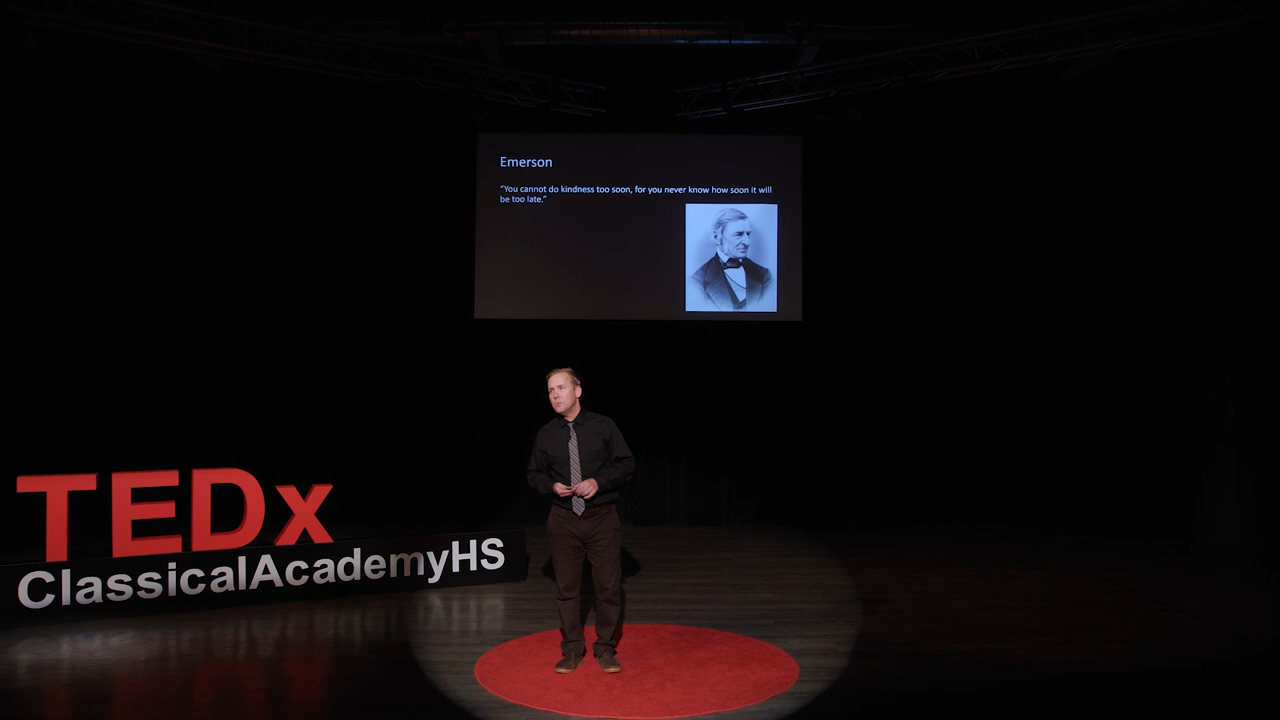 Emerson
“You cannot do kindness too soon, for you never know how soon it will
be too late.”
TEDx
ClassicalAcademyHS